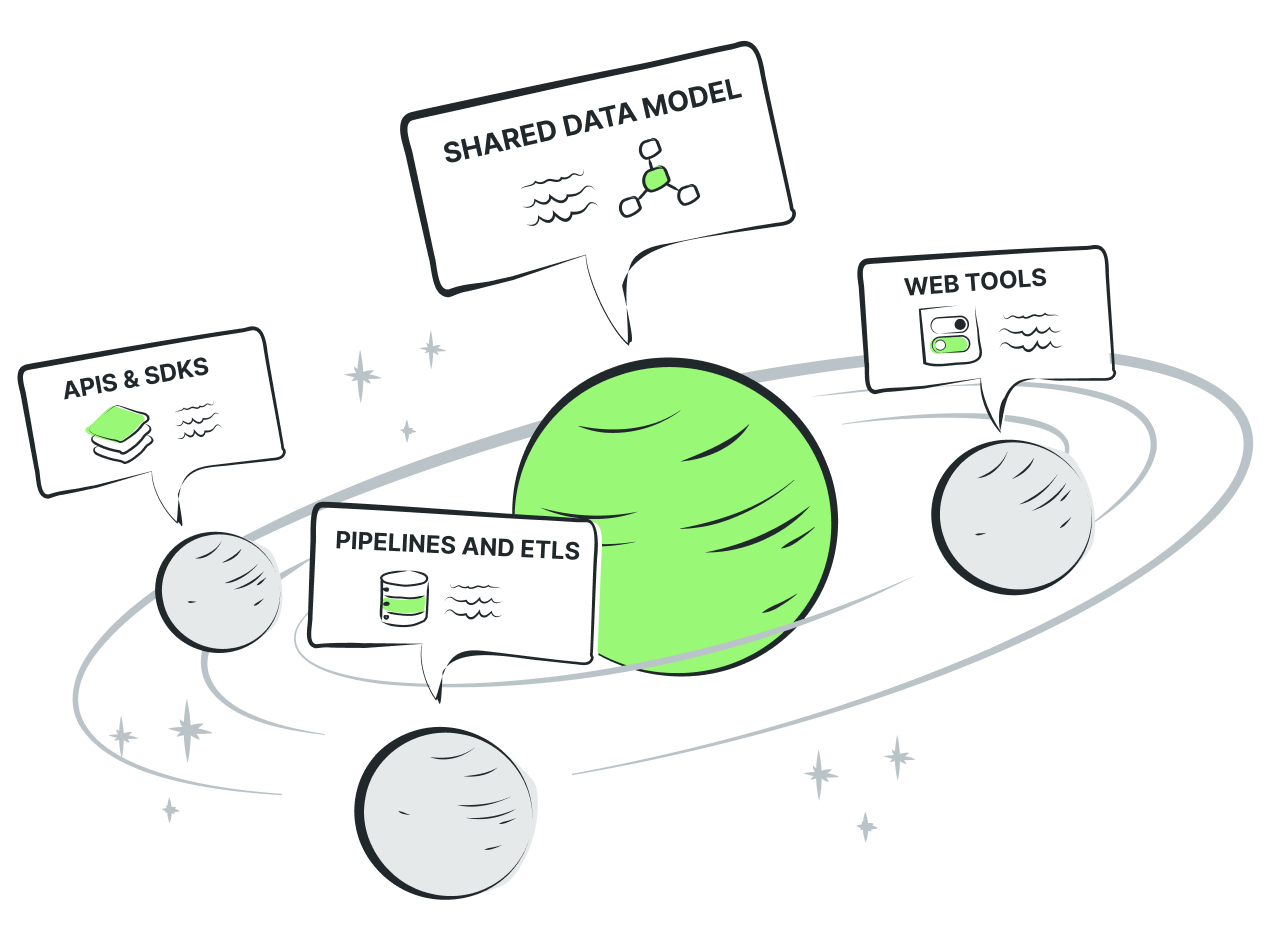 SHARED DATA MODEL
WEB TOOLS
APIS & SDKS
PIPELINES AND ETLS